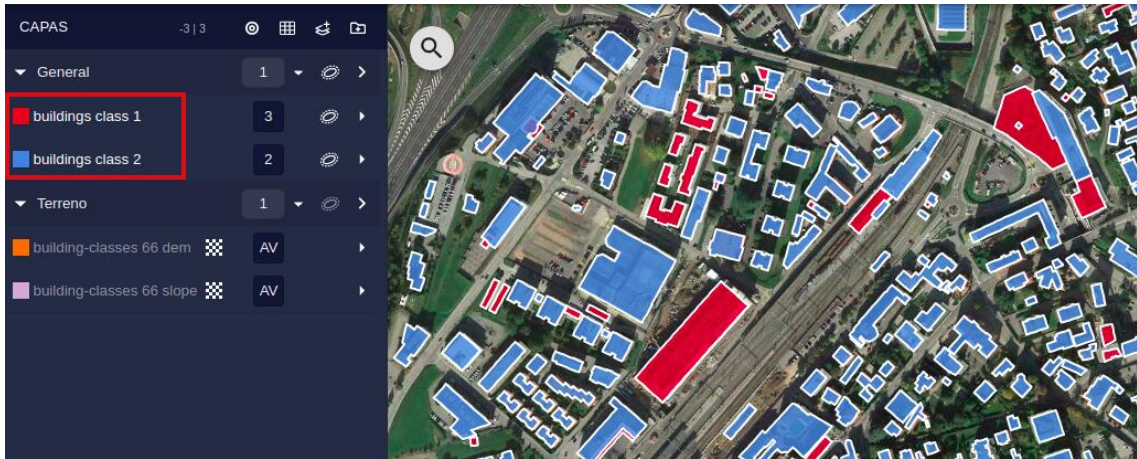 CAPAS -3 | 3
General 1
buildings class 1 3
buildings class 2 2
Terreno 1
building-classes 66 dem AV
building-classes 66 slope AV